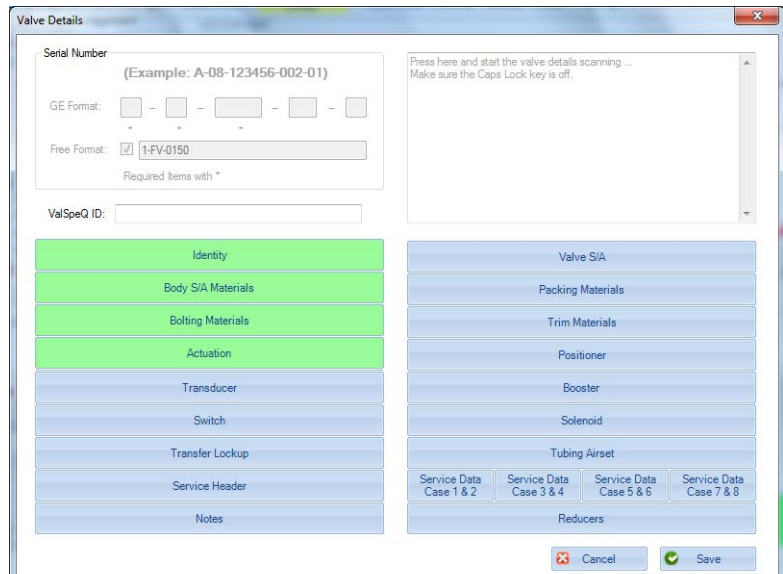 Valve Details
Serial Number
(Example: A-08-123456-002-01)
GE Format: - - - -
* * *
Free Format: 1-FV-0150
Required Items with *
ValSpeQ ID:
Press here and start the valve details scanning ...
Make sure the Caps Lock key is off.
Identity
Body S/A Materials
Bolting Materials
Actuation
Transducer
Switch
Transfer Lockup
Service Header
Notes
Valve S/A
Packing Materials
Trim Materials
Positioner
Booster
Solenoid
Tubing Airset
Service Data
Case 1 & 2
Service Data
Case 3 & 4
Service Data
Case 5 & 6
Service Data
Case 7 & 8
Reducers
Cancel
Save